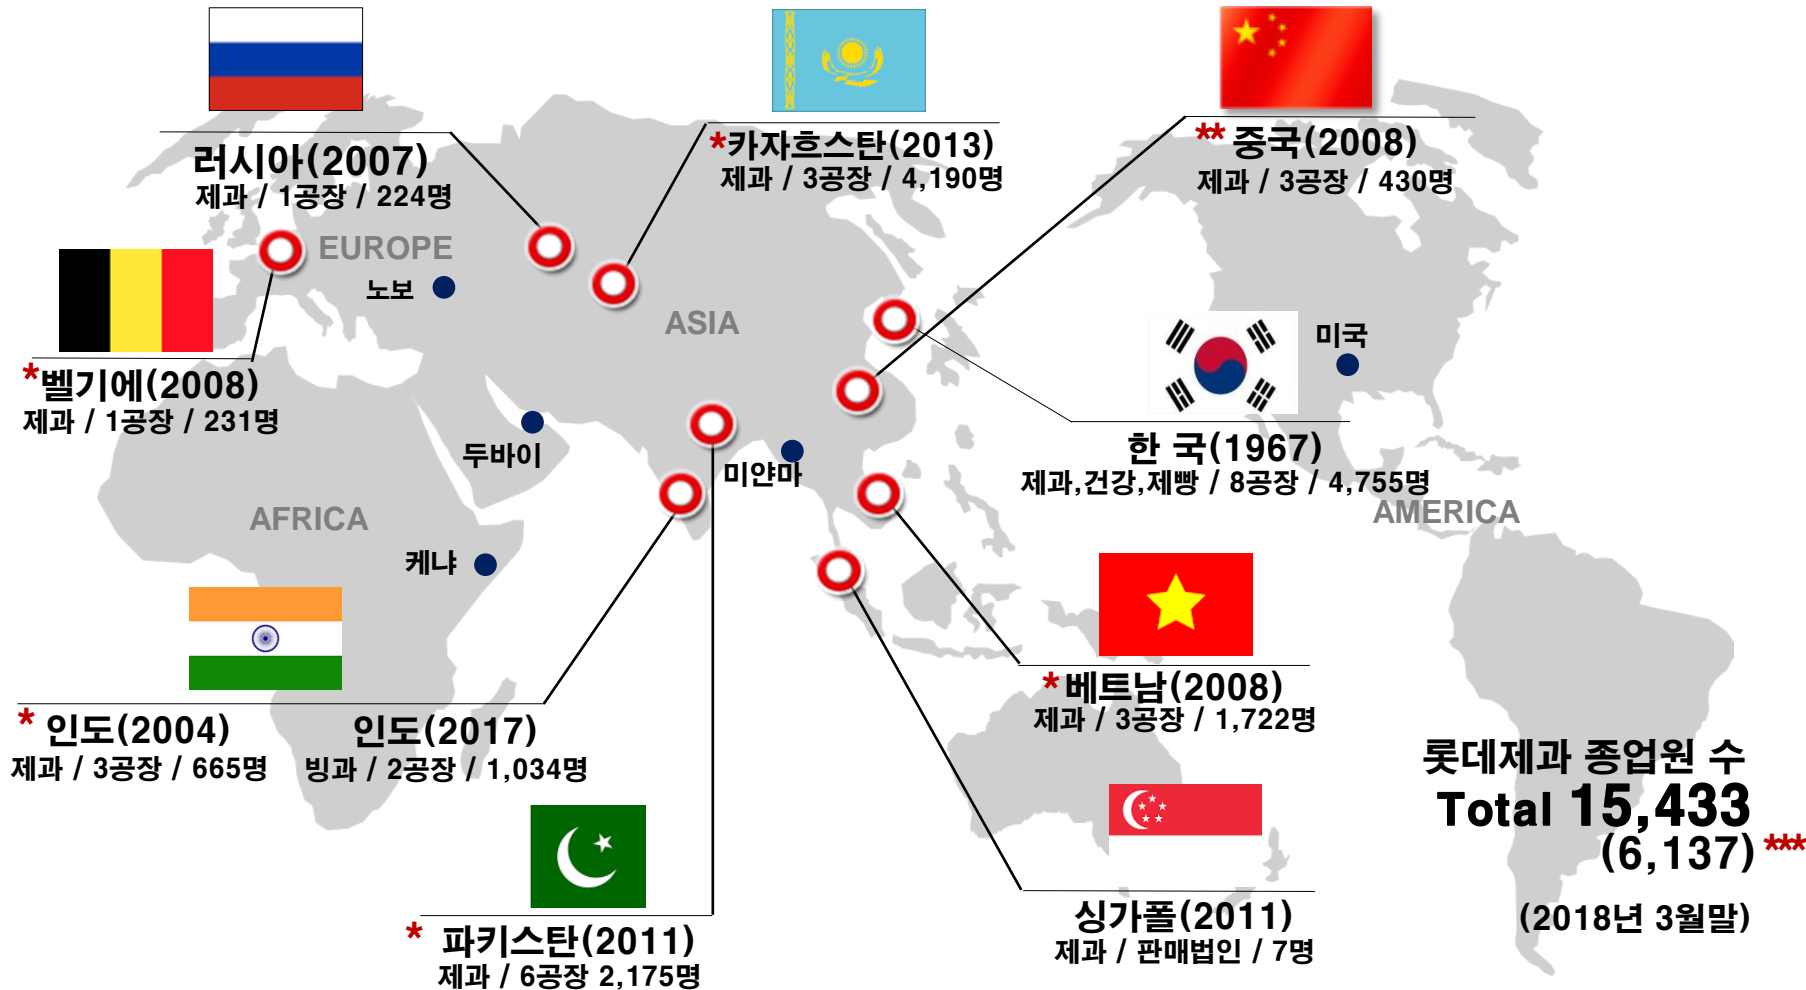 러시아(2007)
제과 / 1공장 / 224명
*카자흐스탄(2013)
제과 / 3공장 / 4,190명
** 중국(2008)
제과 / 3공장 / 430명
EUROPE
노보
ASIA
*벨기에(2008)
제과 / 1공장 / 231명
미국
두바이
미얀마
한 국(1967)
제과,건강,제빵 / 8공장 / 4,755명
AFRICA
AMERICA
케냐
* 인도(2004)
제과 / 3공장 / 665명
인도(2017)
빙과 / 2공장 / 1,034명
*베트남(2008)
제과 / 3공장 / 1,722명
롯데제과 종업원 수
Total 15,433
(6,137) ***
(2018년 3월말)
* 파키스탄(2011)
제과 / 6공장 2,175명
싱가폴(2011)
제과 / 판매법인 / 7명